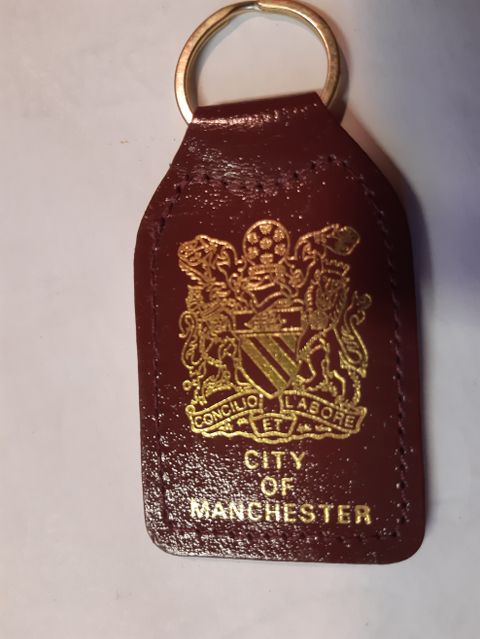 CONCILIO ET LABORE
CITY
OF
MANCHESTER